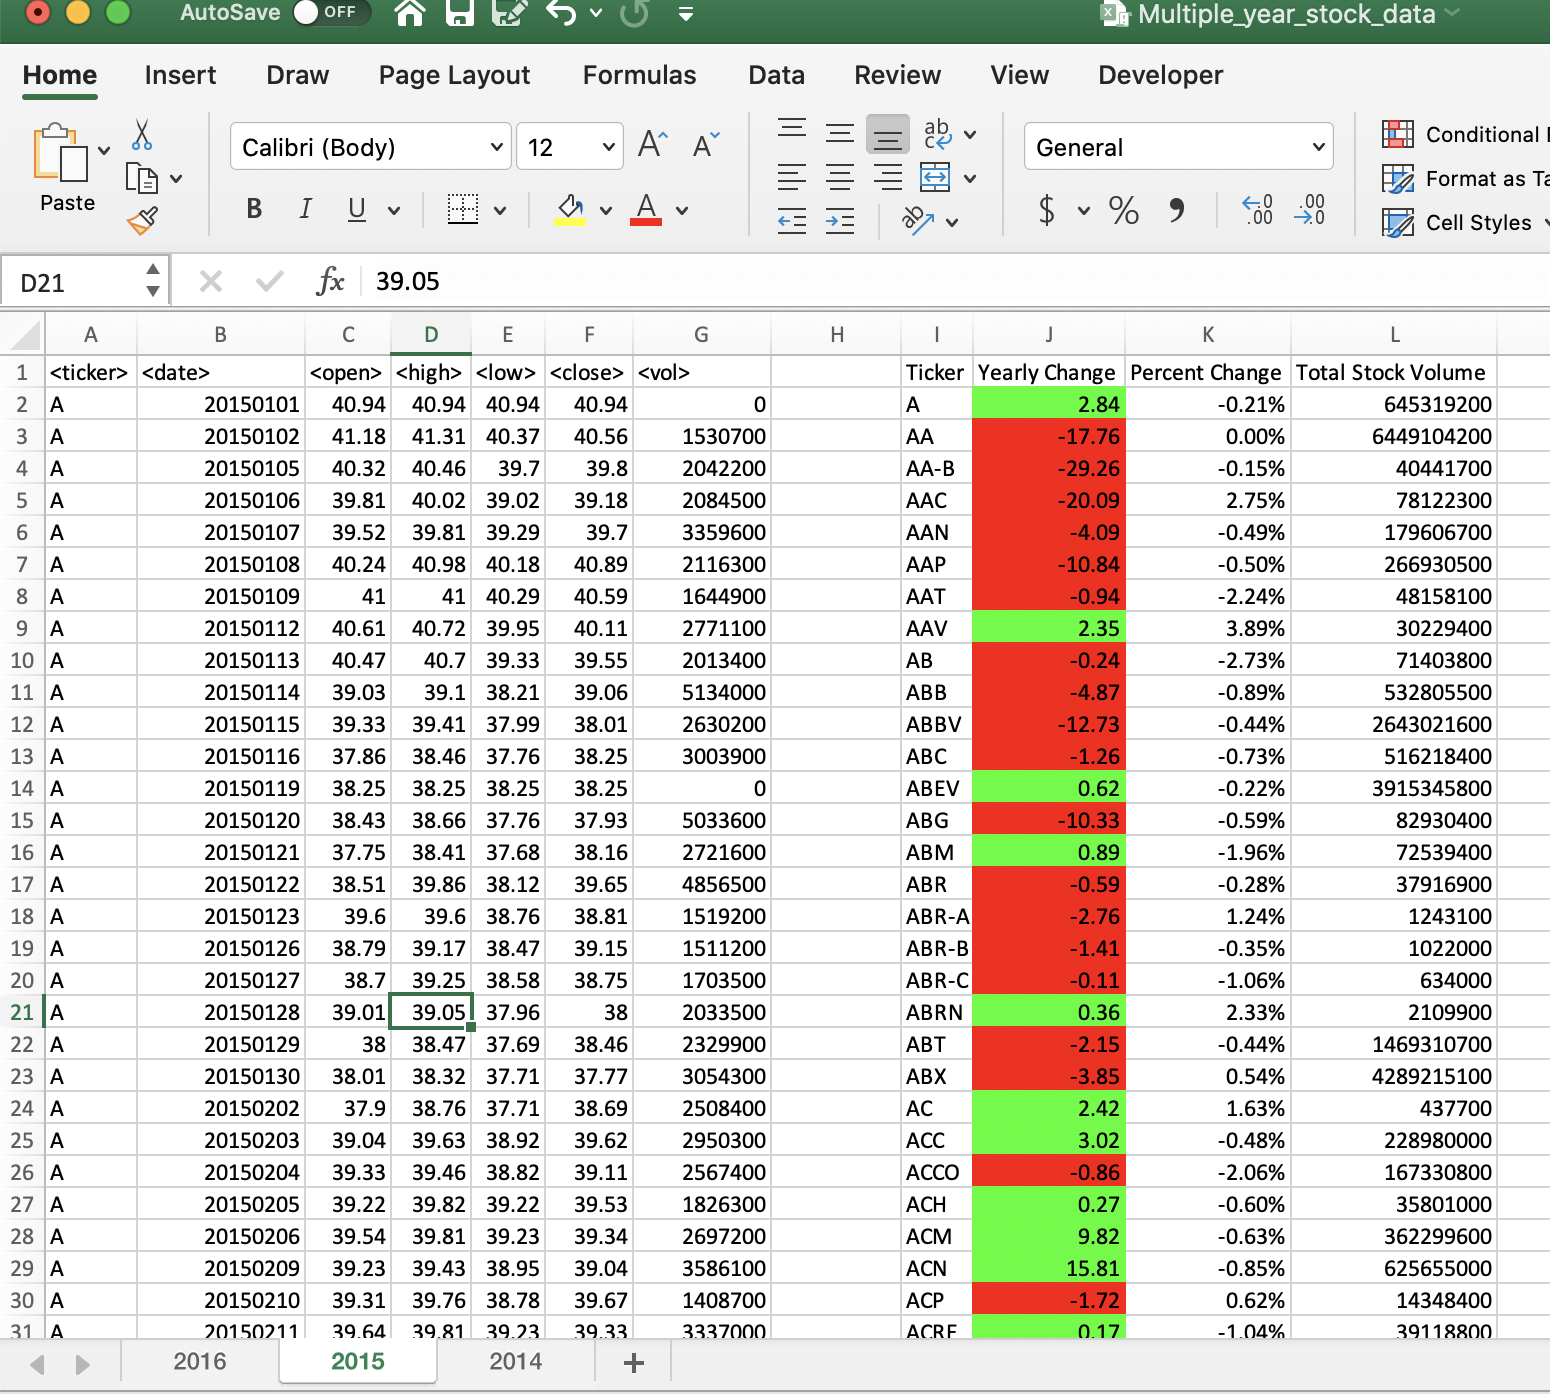 AutoSave OFF Multiple_year_stock_data
Home Insert Draw Page Layout Formulas Data Review View Developer
Paste Calibri (Body) 12 A A ab General Conditional F
B I U A ab $ % .00 .00 Format as Ta
Cell Styles
D21 fx 39.05
A B C D E F G H I J K L
1 <ticker> <date> <open> <high> <low> <close> <vol> Ticker Yearly Change Percent Change Total Stock Volume
2 A 20150101 40.94 40.94 40.94 40.94 0 A 2.84 -0.21% 645319200
3 A 20150102 41.18 41.31 40.37 40.56 1530700 AA -17.76 0.00% 6449104200
4 A 20150105 40.32 40.46 39.7 39.8 2042200 AA-B -29.26 -0.15% 40441700
5 A 20150106 39.81 40.02 39.02 39.18 2084500 AAC -20.09 2.75% 78122300
6 A 20150107 39.52 39.81 39.29 39.7 3359600 AAN -4.09 -0.49% 179606700
7 A 20150108 40.24 40.98 40.18 40.89 2116300 AAP -10.84 -0.50% 266930500
8 A 20150109 41 41 40.29 40.59 1644900 AAT -0.94 -2.24% 48158100
9 A 20150112 40.61 40.72 39.95 40.11 2771100 AAV 2.35 3.89% 30229400
10 A 20150113 40.47 40.7 39.33 39.55 2013400 AB -0.24 -2.73% 71403800
11 A 20150114 39.03 39.1 38.21 39.06 5134000 ABB -4.87 -0.89% 532805500
12 A 20150115 39.33 39.41 37.99 38.01 2630200 ABBV -12.73 -0.44% 2643021600
13 A 20150116 37.86 38.46 37.76 38.25 3003900 ABC -1.26 -0.73% 516218400
14 A 20150119 38.25 38.25 38.25 38.25 0 ABEV 0.62 -0.22% 3915345800
15 A 20150120 38.43 38.66 37.76 37.93 5033600 ABG -10.33 -0.59% 82930400
16 A 20150121 37.75 38.41 37.68 38.16 2721600 ABM 0.89 -1.96% 72539400
17 A 20150122 38.51 39.86 38.12 39.65 4856500 ABR -0.59 -0.28% 37916900
18 A 20150123 39.6 39.6 38.76 38.81 1519200 ABR-A -2.76 1.24% 1243100
19 A 20150126 38.79 39.17 38.47 39.15 1511200 ABR-B -1.41 -0.35% 1022000
20 A 20150127 38.7 39.25 38.58 38.75 1703500 ABR-C -0.11 -1.06% 634000
21 A 20150128 39.01 39.05 37.96 38 2033500 ABRN 0.36 2.33% 2109900
22 A 20150129 38 38.47 37.69 38.46 2329900 ABT -2.15 -0.44% 1469310700
23 A 20150130 38.01 38.32 37.71 37.77 3054300 ABX -3.85 0.54% 4289215100
24 A 20150202 37.9 38.76 37.71 38.69 2508400 AC 2.42 1.63% 437700
25 A 20150203 39.04 39.63 38.92 39.62 2950300 ACC 3.02 -0.48% 228980000
26 A 20150204 39.33 39.46 38.82 39.11 2567400 ACCO -0.86 -2.06% 167330800
27 A 20150205 39.22 39.82 39.22 39.53 1826300 ACH 0.27 -0.60% 35801000
28 A 20150206 39.54 39.81 39.23 39.34 2697200 ACM 9.82 -0.63% 362299600
29 A 20150209 39.23 39.43 38.95 39.04 3586100 ACN 15.81 -0.85% 625655000
30 A 20150210 39.31 39.76 38.78 39.67 1408700 ACP -1.72 0.62% 14348400
31 A 20150211 39.64 39.81 39.23 39.33 3337000 ACRE 0.17 -1.04% 39118800
2016 2015 2014 +